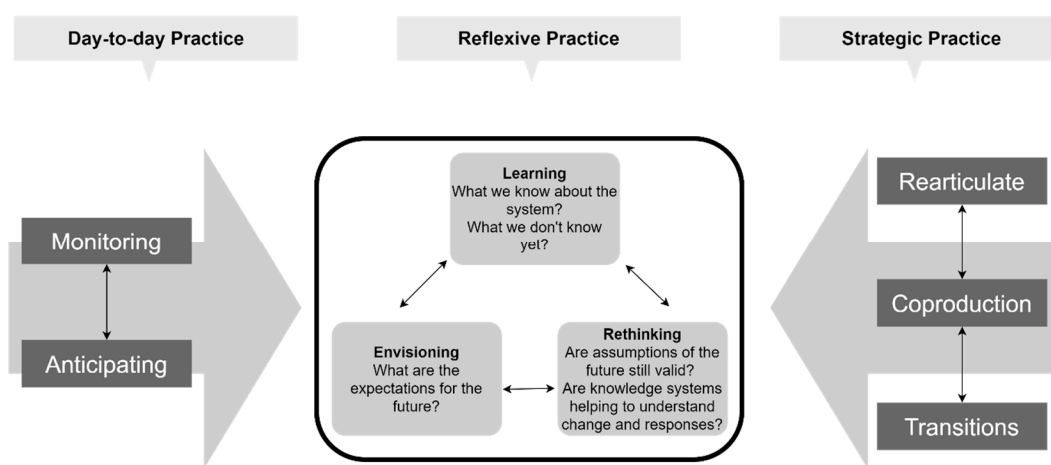 Day-to-day Practice
Reflexive Practice
Strategic Practice
Monitoring
Anticipating
Learning
What we know about the
system?
What we don't know
yet?
Envisioning
What are the
expectations for the
future?
Rethinking
Are assumptions of the
future still valid?
Are knowledge systems
helping to understand
change and responses?
Rearticulate
Coproduction
Transitions